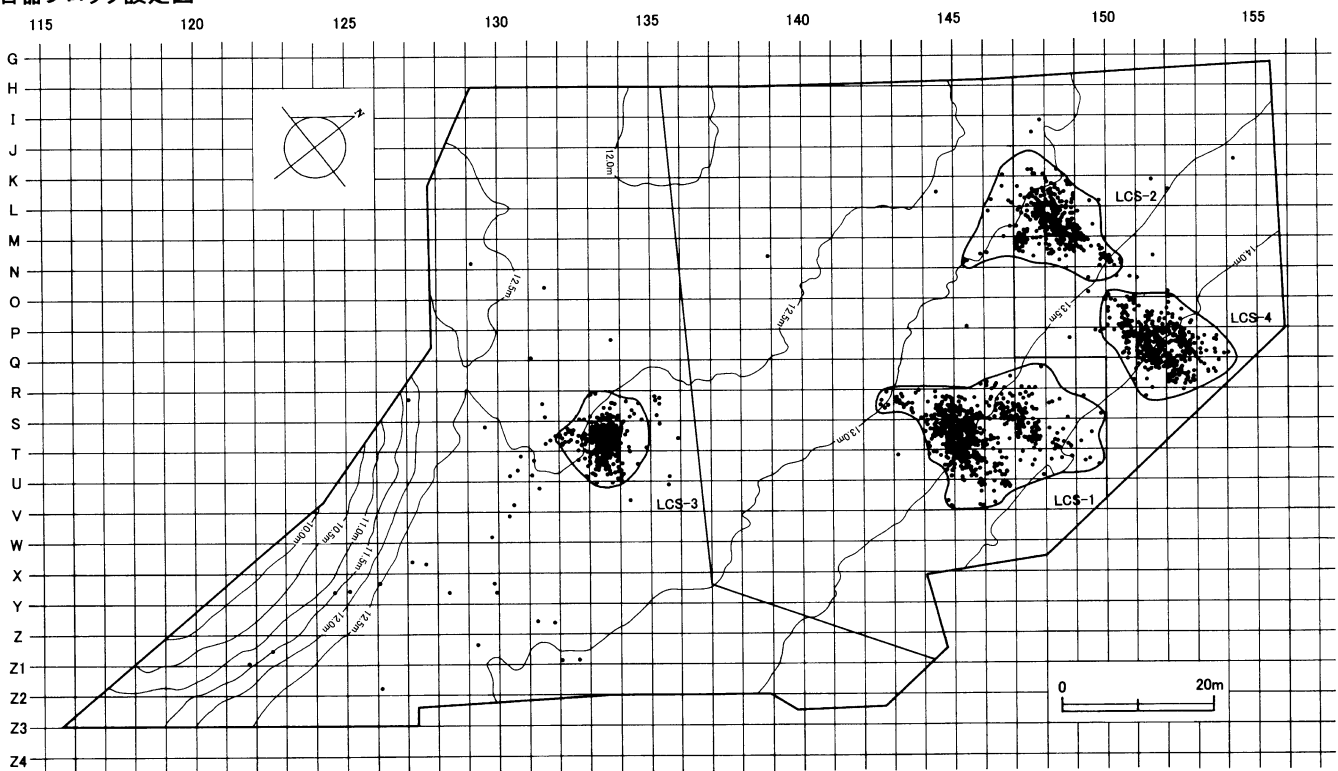 石器ブロック設定図
115 120 125 130 135 140 145 150 155
G
H
I
J
K
L
M
N
O
P
Q
R
S
T
U
V
W
X
Y
Z
Z1
Z2
Z3
Z4
N
12.0m
LCS-2
12.5m
14.0m
12.5m
13.5m
LCS-4
13.0m
LCS-3
LCS-1
10.0m
10.5m
11.0m
11.5m
12.0m
12.5m
0 20m